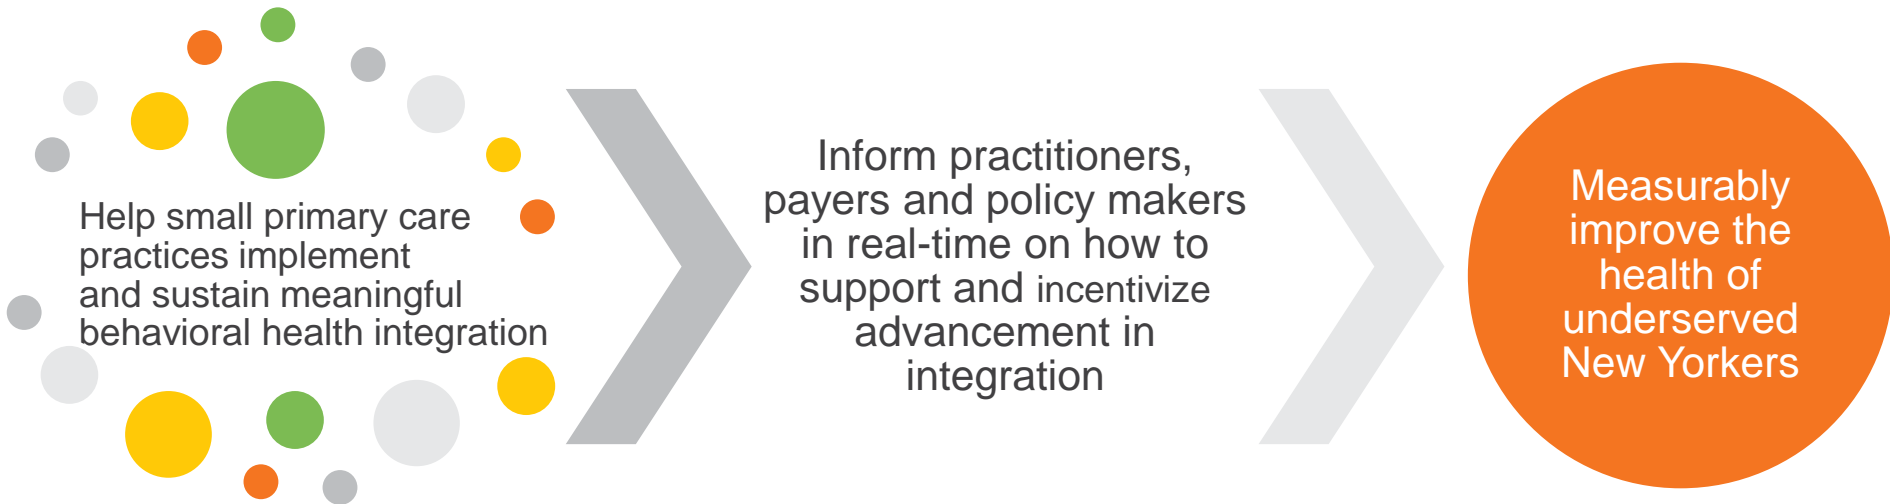 Help small primary care
practices implement
and sustain meaningful
behavioral health integration
Inform practitioners,
payers and policy makers
in real-time on how to
support and incentivize
advancement in
integration
Measurably
improve the
health of
underserved
New Yorkers